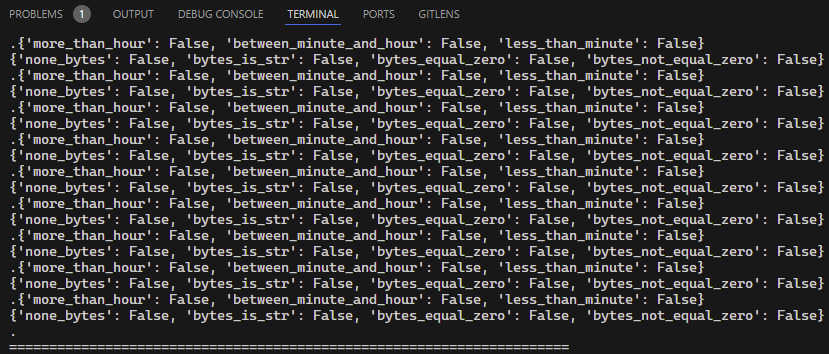 PROBLEMS 1 OUTPUT DEBUG CONSOLE TERMINAL PORTS GITLENS
.{'more_than_hour': False, 'between_minute_and_hour': False, 'less_than_minute': False}
{'none_bytes': False, 'bytes_is_str': False, 'bytes_equal_zero': False, 'bytes_not_equal_zero': False}
.{'more_than_hour': False, 'between_minute_and_hour': False, 'less_than_minute': False}
{'none_bytes': False, 'bytes_is_str': False, 'bytes_equal_zero': False, 'bytes_not_equal_zero': False}
.{'more_than_hour': False, 'between_minute_and_hour': False, 'less_than_minute': False}
{'none_bytes': False, 'bytes_is_str': False, 'bytes_equal_zero': False, 'bytes_not_equal_zero': False}
.{'more_than_hour': False, 'between_minute_and_hour': False, 'less_than_minute': False}
{'none_bytes': False, 'bytes_is_str': False, 'bytes_equal_zero': False, 'bytes_not_equal_zero': False}
.{'more_than_hour': False, 'between_minute_and_hour': False, 'less_than_minute': False}
{'none_bytes': False, 'bytes_is_str': False, 'bytes_equal_zero': False, 'bytes_not_equal_zero': False}
.{'more_than_hour': False, 'between_minute_and_hour': False, 'less_than_minute': False}
{'none_bytes': False, 'bytes_is_str': False, 'bytes_equal_zero': False, 'bytes_not_equal_zero': False}
.{'more_than_hour': False, 'between_minute_and_hour': False, 'less_than_minute': False}
{'none_bytes': False, 'bytes_is_str': False, 'bytes_equal_zero': False, 'bytes_not_equal_zero': False}
.{'more_than_hour': False, 'between_minute_and_hour': False, 'less_than_minute': False}
{'none_bytes': False, 'bytes_is_str': False, 'bytes_equal_zero': False, 'bytes_not_equal_zero': False}
.{'more_than_hour': False, 'between_minute_and_hour': False, 'less_than_minute': False}
{'none_bytes': False, 'bytes_is_str': False, 'bytes_equal_zero': False, 'bytes_not_equal_zero': False}
.
======================================================================